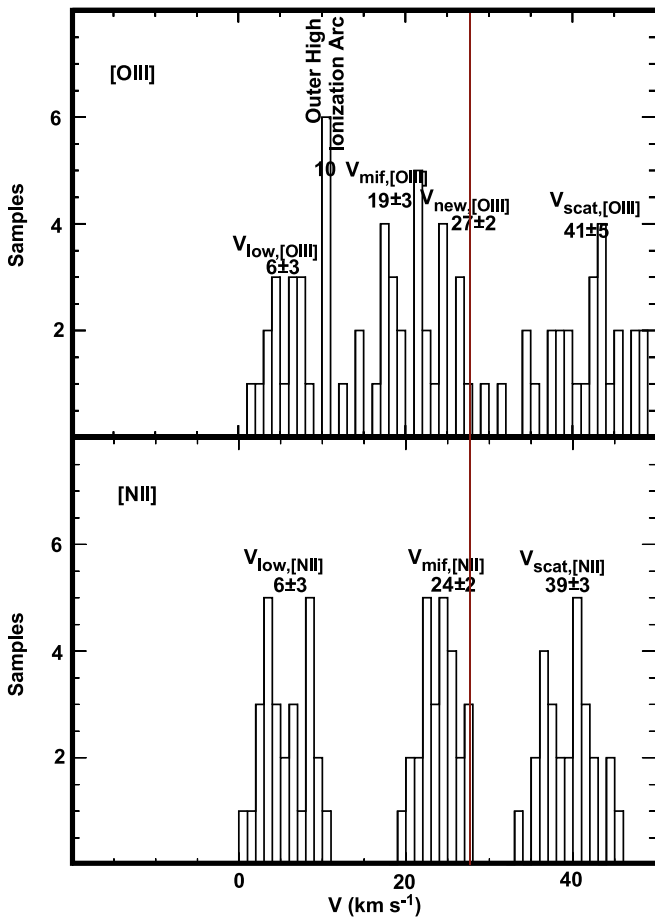 Outer High
Ionization Arc
[OIII]
6
10
V_mif,[OIII]
19±3
V_new,[OIII]
27±2
V_scat,[OIII]
41±5
4
V_low,[OIII]
6±3
2
Samples
[NII]
6
V_low,[NII]
6±3
V_mif,[NII]
24±2
V_scat,[NII]
39±3
4
2
Samples
0
20
40
V (km s⁻¹)